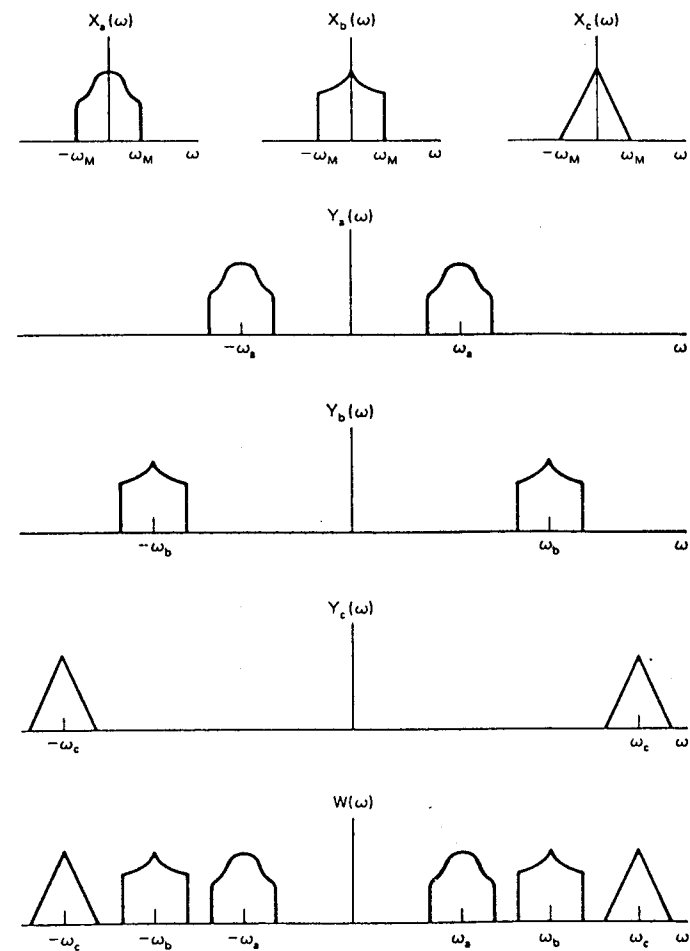 Xa(ω) Xb(ω) Xc(ω)
-ωM ωM ω -ωM ωM ω -ωM ωM ω
Ya(ω)
-ωa ωa ω
Yb(ω)
-ωb ωb ω
Yc(ω)
-ωc ωc ω
W(ω)
-ωc -ωb -ωa ωa ωb ωc ω